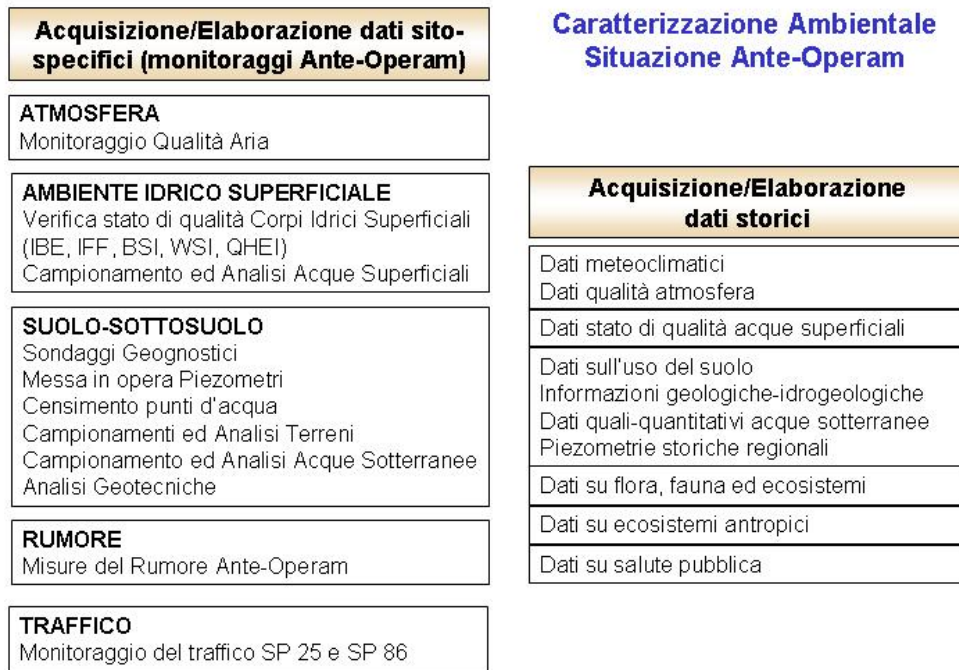 Acquisizione/Elaborazione dati sito-
specifici (monitoraggi Ante-Operam)
ATMOSFERA
Monitoraggio Qualità Aria
AMBIENTE IDRICO SUPERFICIALE
Verifica stato di qualità Corpi Idrici Superficiali
(IBE, IFF, BSI, WSI, QHEI)
Campionamento ed Analisi Acque Superficiali
SUOLO-SOTTOSUOLO
Sondaggi Geognostici
Messa in opera Piezometri
Censimento punti d'acqua
Campionamenti ed Analisi Terreni
Campionamento ed Analisi Acque Sotterranee
Analisi Geotecniche
RUMORE
Misure del Rumore Ante-Operam
TRAFFICO
Monitoraggio del traffico SP 25 e SP 86
Caratterizzazione Ambientale
Situazione Ante-Operam
Acquisizione/Elaborazione
dati storici
Dati meteoclimatici
Dati qualità atmosfera
Dati stato di qualità acque superficiali
Dati sull'uso del suolo
Informazioni geologiche-idrogeologiche
Dati quali-quantitativi acque sotterranee
Piezometrie storiche regionali
Dati su flora, fauna ed ecosistemi
Dati su ecosistemi antropici
Dati su salute pubblica